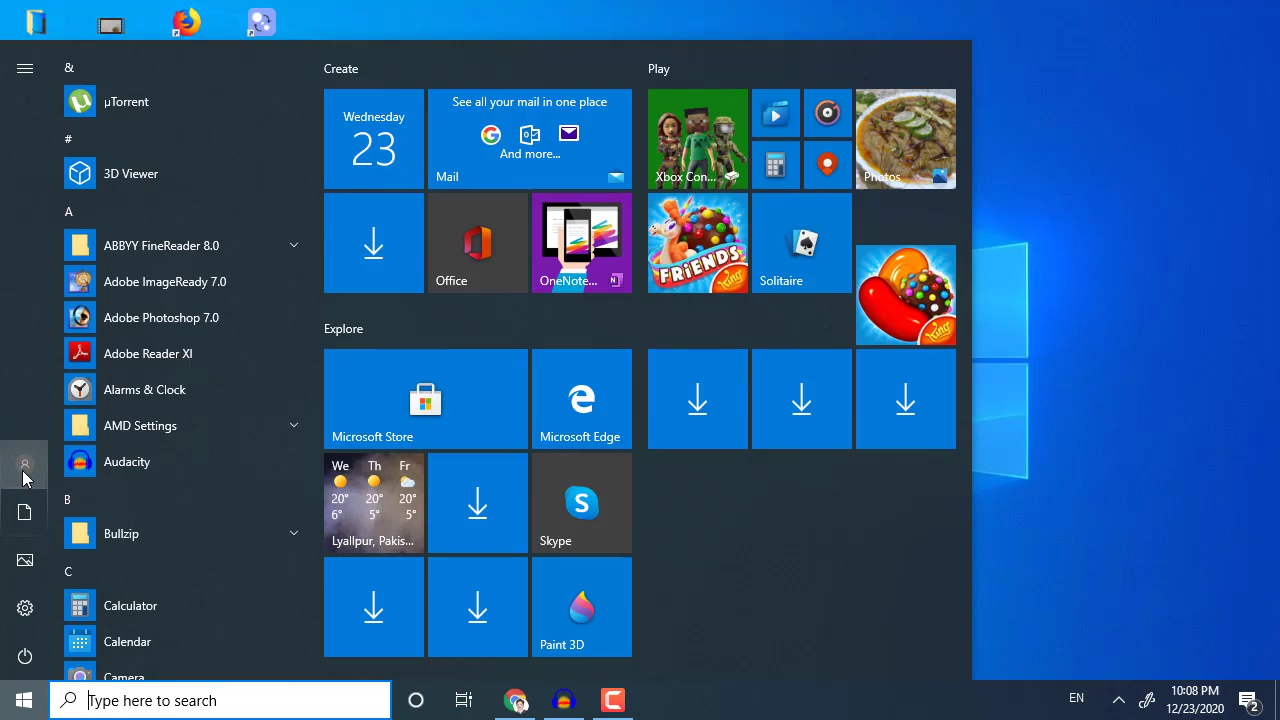 &
µTorrent
#
3D Viewer
A
ABBYY FineReader 8.0
Adobe ImageReady 7.0
Adobe Photoshop 7.0
Adobe Reader XI
Alarms & Clock
AMD Settings
Audacity
B
Bullzip
C
Calculator
Calendar
Camera
Create
Wednesday
23
See all your mail in one place
And more...
Mail
Office
OneNote...
N
Explore
Microsoft Store
Microsoft Edge
We Th Fr
20° 20° 20°
6° 5° 5°
Lyallpur, Pakis...
S
Skype
Paint 3D
Play
Xbox Con...
Photos
FRIENDS
King
Solitaire
King
Type here to search
C
EN
10:08 PM
12/23/2020
2